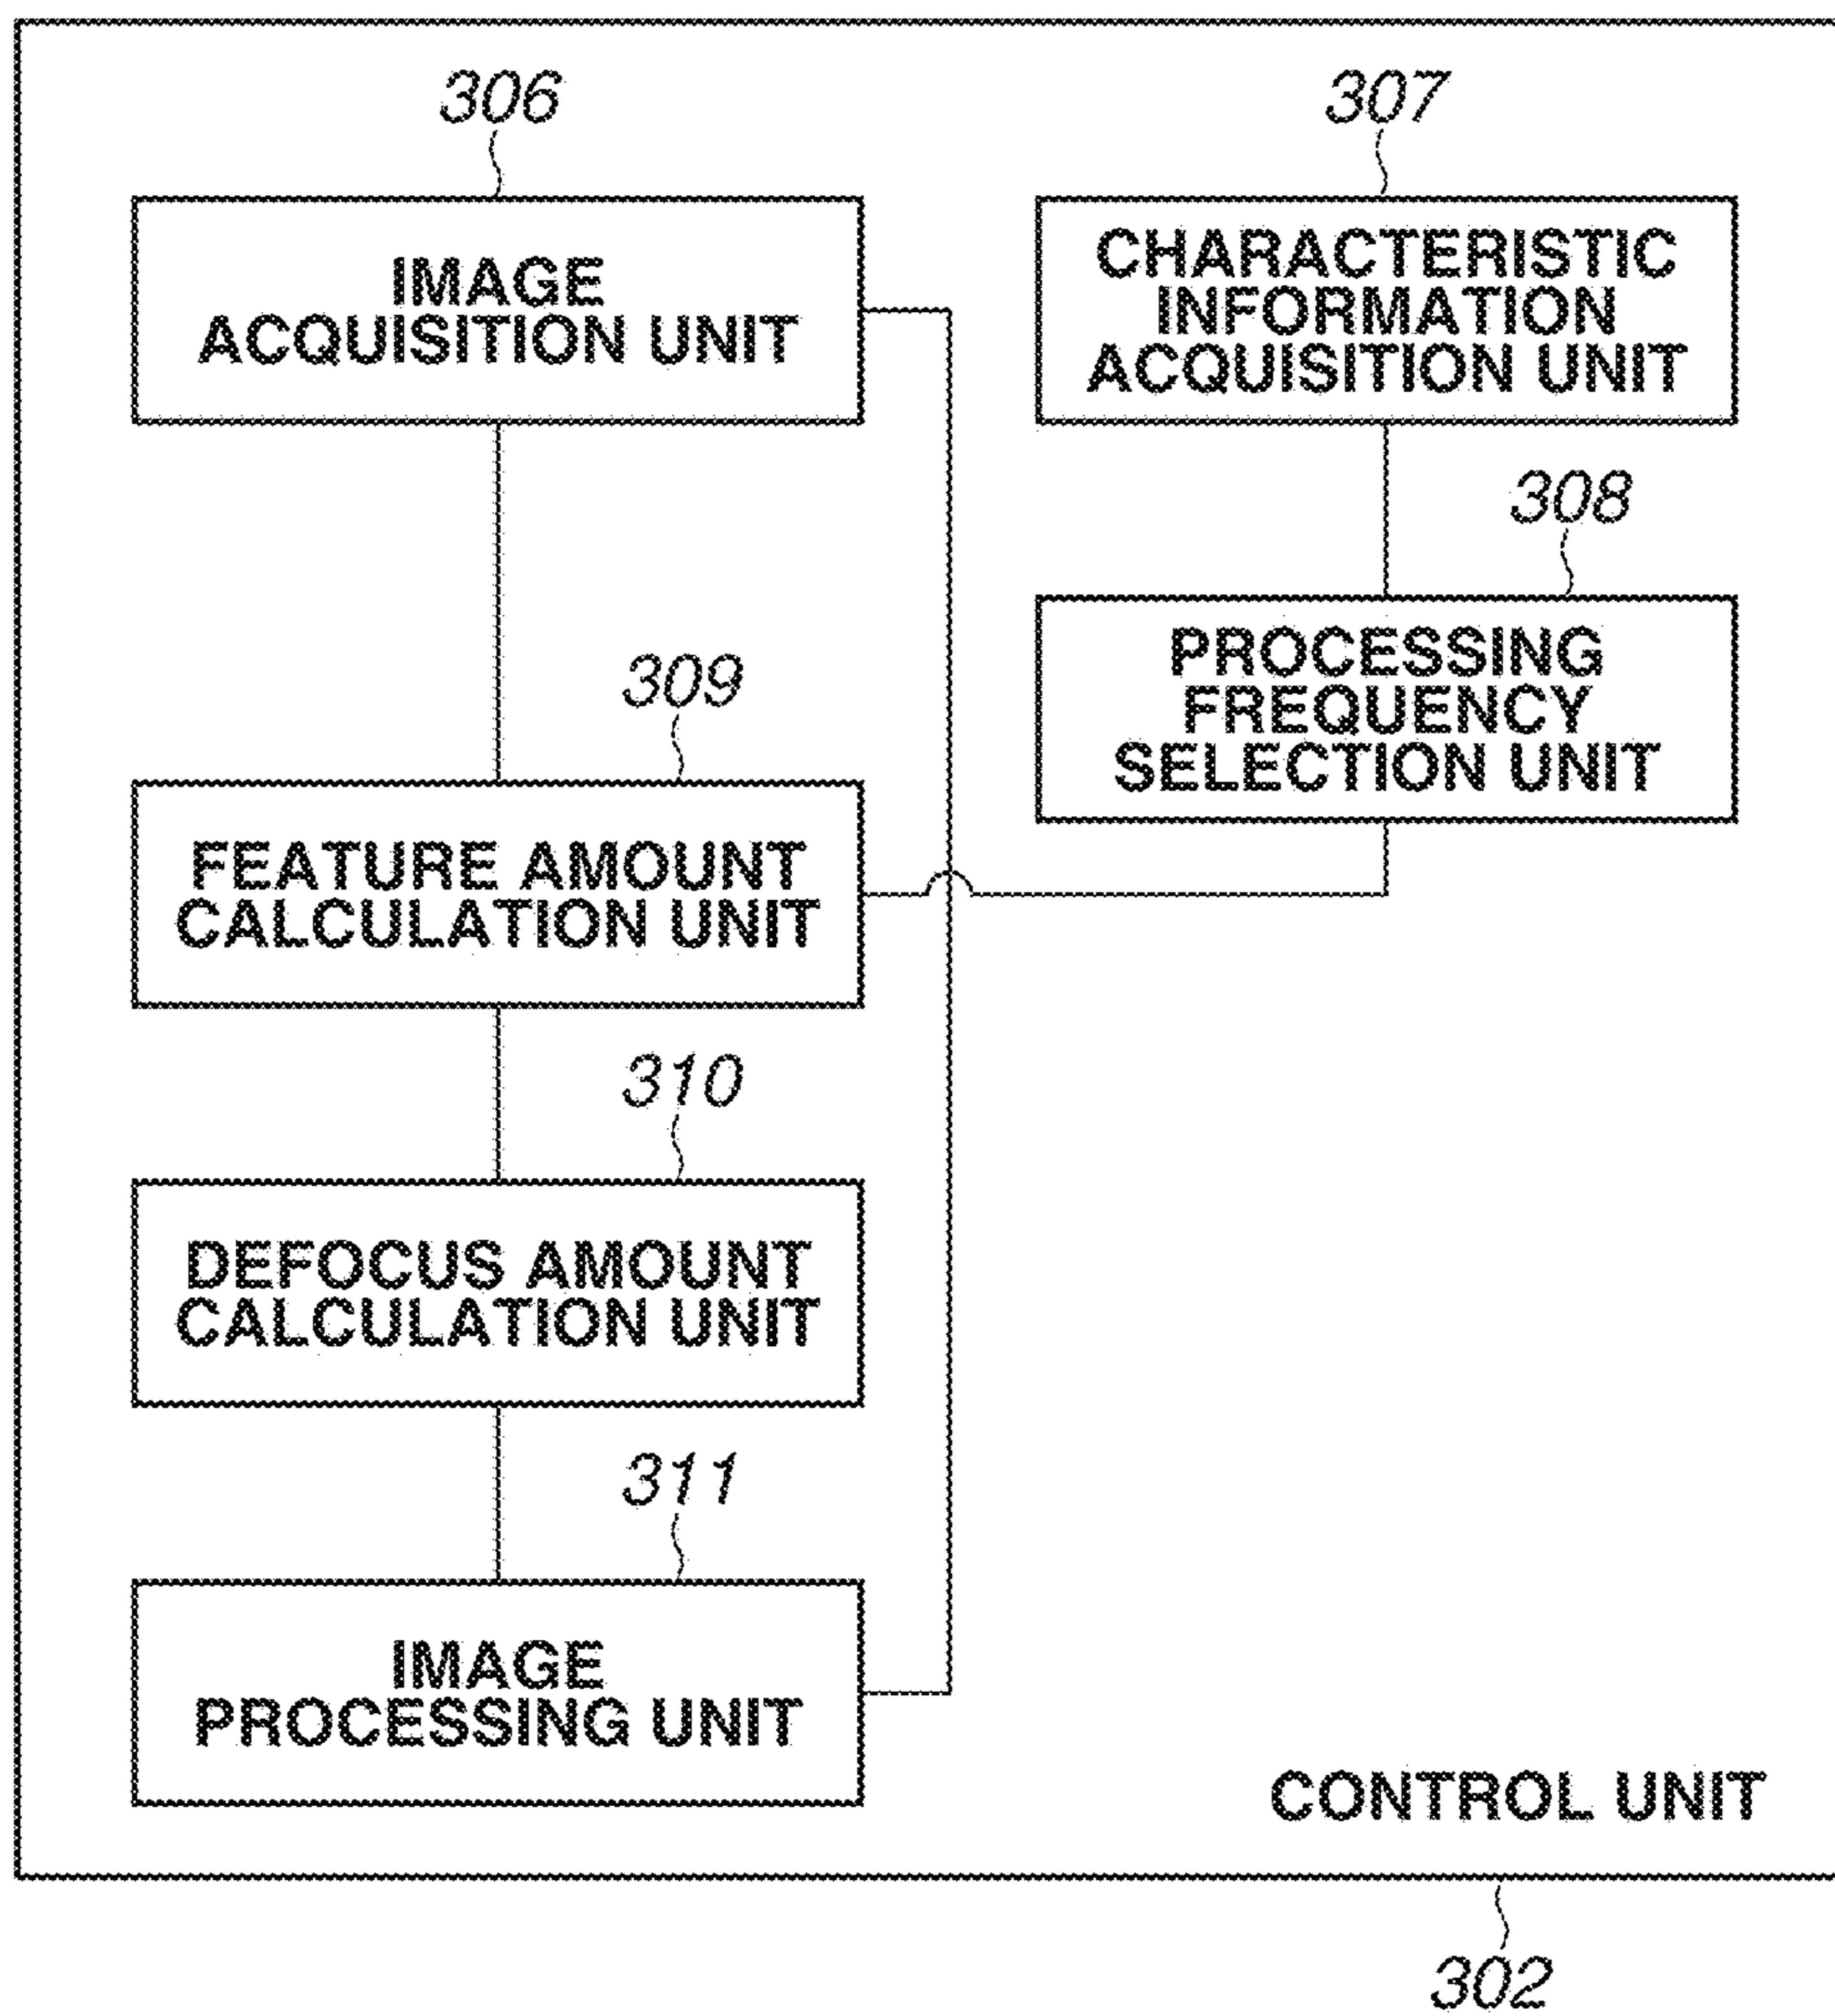 306
IMAGE
ACQUISITION UNIT
307
CHARACTERISTIC
INFORMATION
ACQUISITION UNIT
308
PROCESSING
FREQUENCY
SELECTION UNIT
309
FEATURE AMOUNT
CALCULATION UNIT
310
DEFOCUS AMOUNT
CALCULATION UNIT
311
IMAGE
PROCESSING UNIT
CONTROL UNIT
302